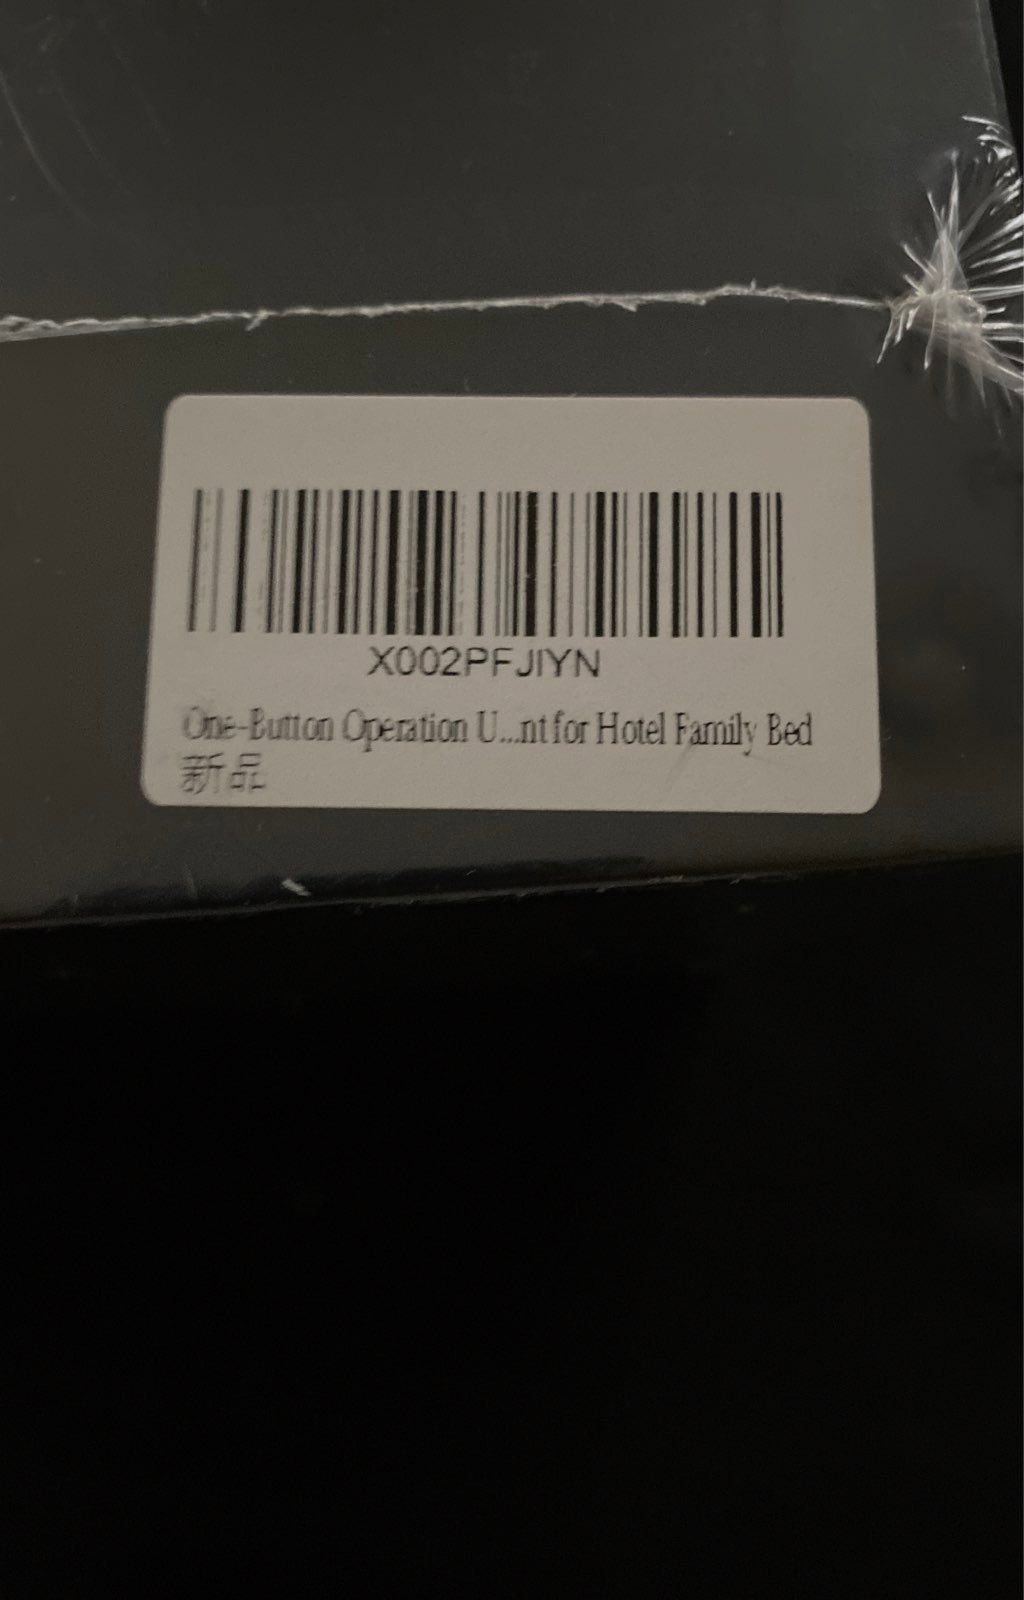 X002PFJIYN
One-Button Operation U...nt for Hotel Family Bed
新品